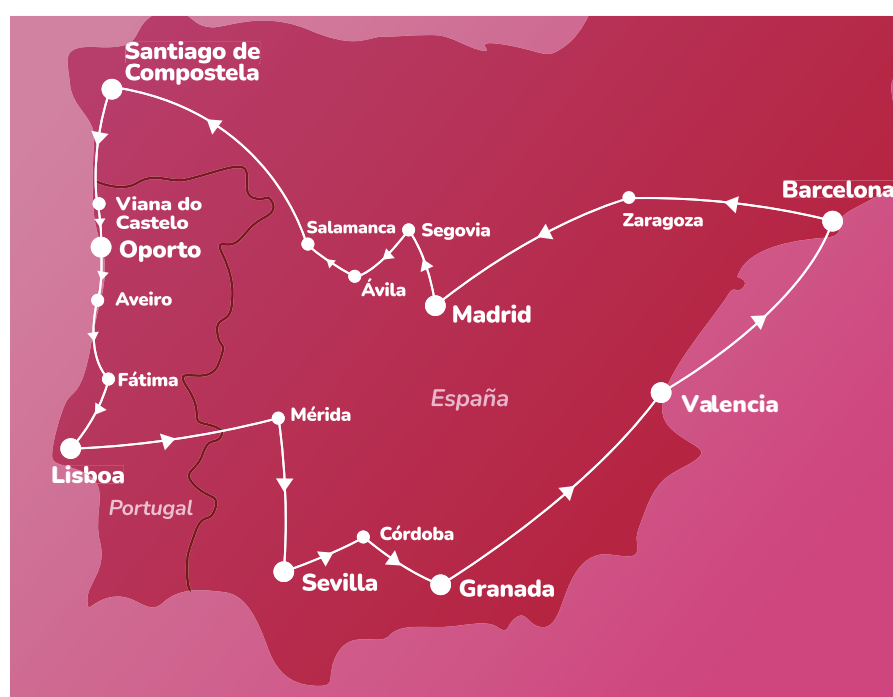 Santiago de
Compostela
Barcelona
Viana do
Castelo
Zaragoza
Salamanca
Segovia
Oporto
Ávila
Aveiro
Madrid
Fátima
España
Valencia
Mérida
Lisboa
Portugal
Córdoba
Sevilla
Granada